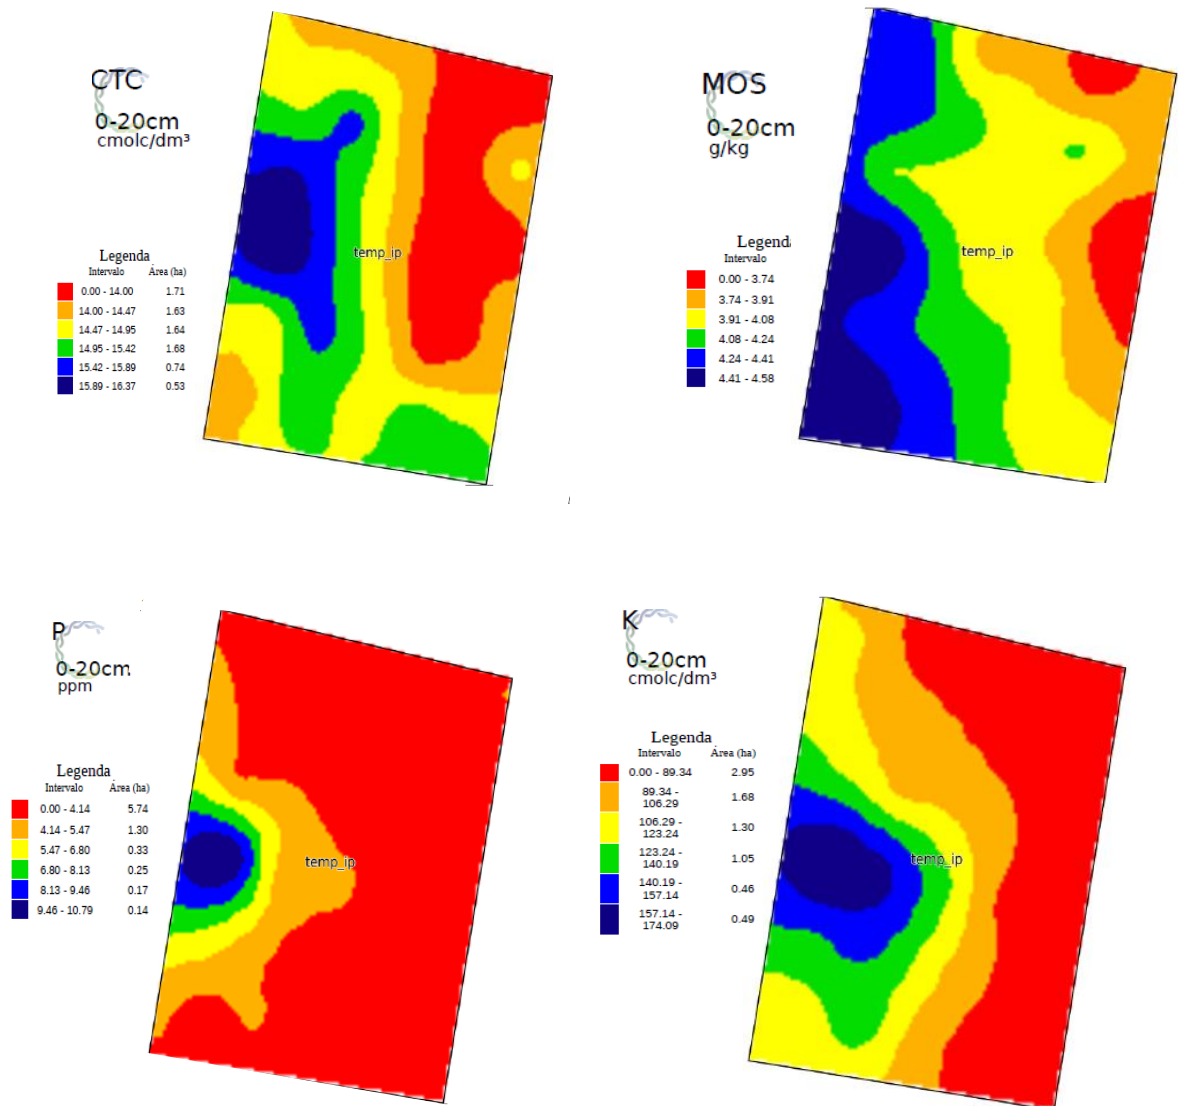 CTC
0-20cm
cmolc/dm³
temp_ip
Legenda
Intervalo Área (ha)
0.00 - 14.00 1.71
14.00 - 14.47 1.63
14.47 - 14.95 1.64
14.95 - 15.42 1.68
15.42 - 15.89 0.74
15.89 - 16.37 0.53
MOS
0-20cm
g/kg
temp_ip
Legenda
Intervalo
0.00 - 3.74
3.74 - 3.91
3.91 - 4.08
4.08 - 4.24
4.24 - 4.41
4.41 - 4.58
P
0-20cm
ppm
temp_ip
Legenda
Intervalo Área (ha)
0.00 - 4.14 5.74
4.14 - 5.47 1.30
5.47 - 6.80 0.33
6.80 - 8.13 0.25
8.13 - 9.46 0.17
9.46 - 10.79 0.14
K
0-20cm
cmolc/dm³
temp_ip
Legenda
Intervalo Área (ha)
0.00 - 89.34 2.95
89.34 -
106.29 1.68
106.29 -
123.24 1.30
123.24 -
140.19 1.05
140.19 -
157.14 0.46
157.14 -
174.09 0.49